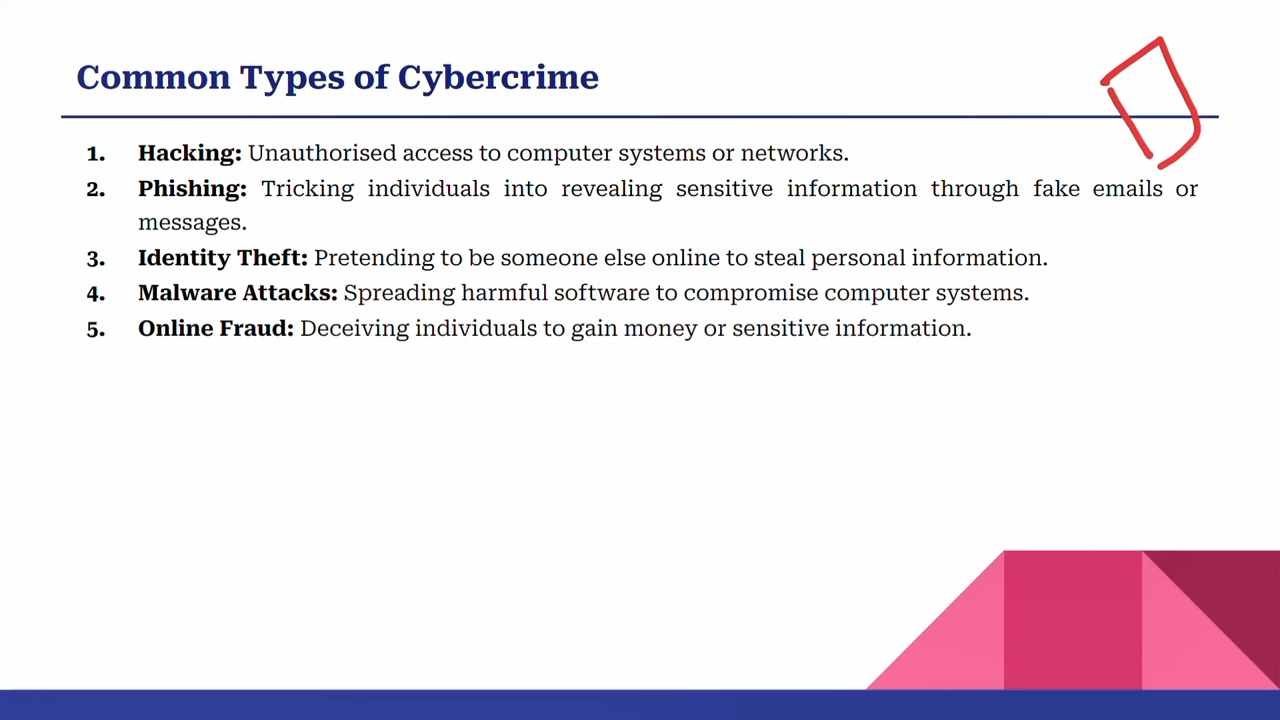 Common Types of Cybercrime
1. Hacking: Unauthorised access to computer systems or networks.
2. Phishing: Tricking individuals into revealing sensitive information through fake emails or
messages.
3. Identity Theft: Pretending to be someone else online to steal personal information.
4. Malware Attacks: Spreading harmful software to compromise computer systems.
5. Online Fraud: Deceiving individuals to gain money or sensitive information.